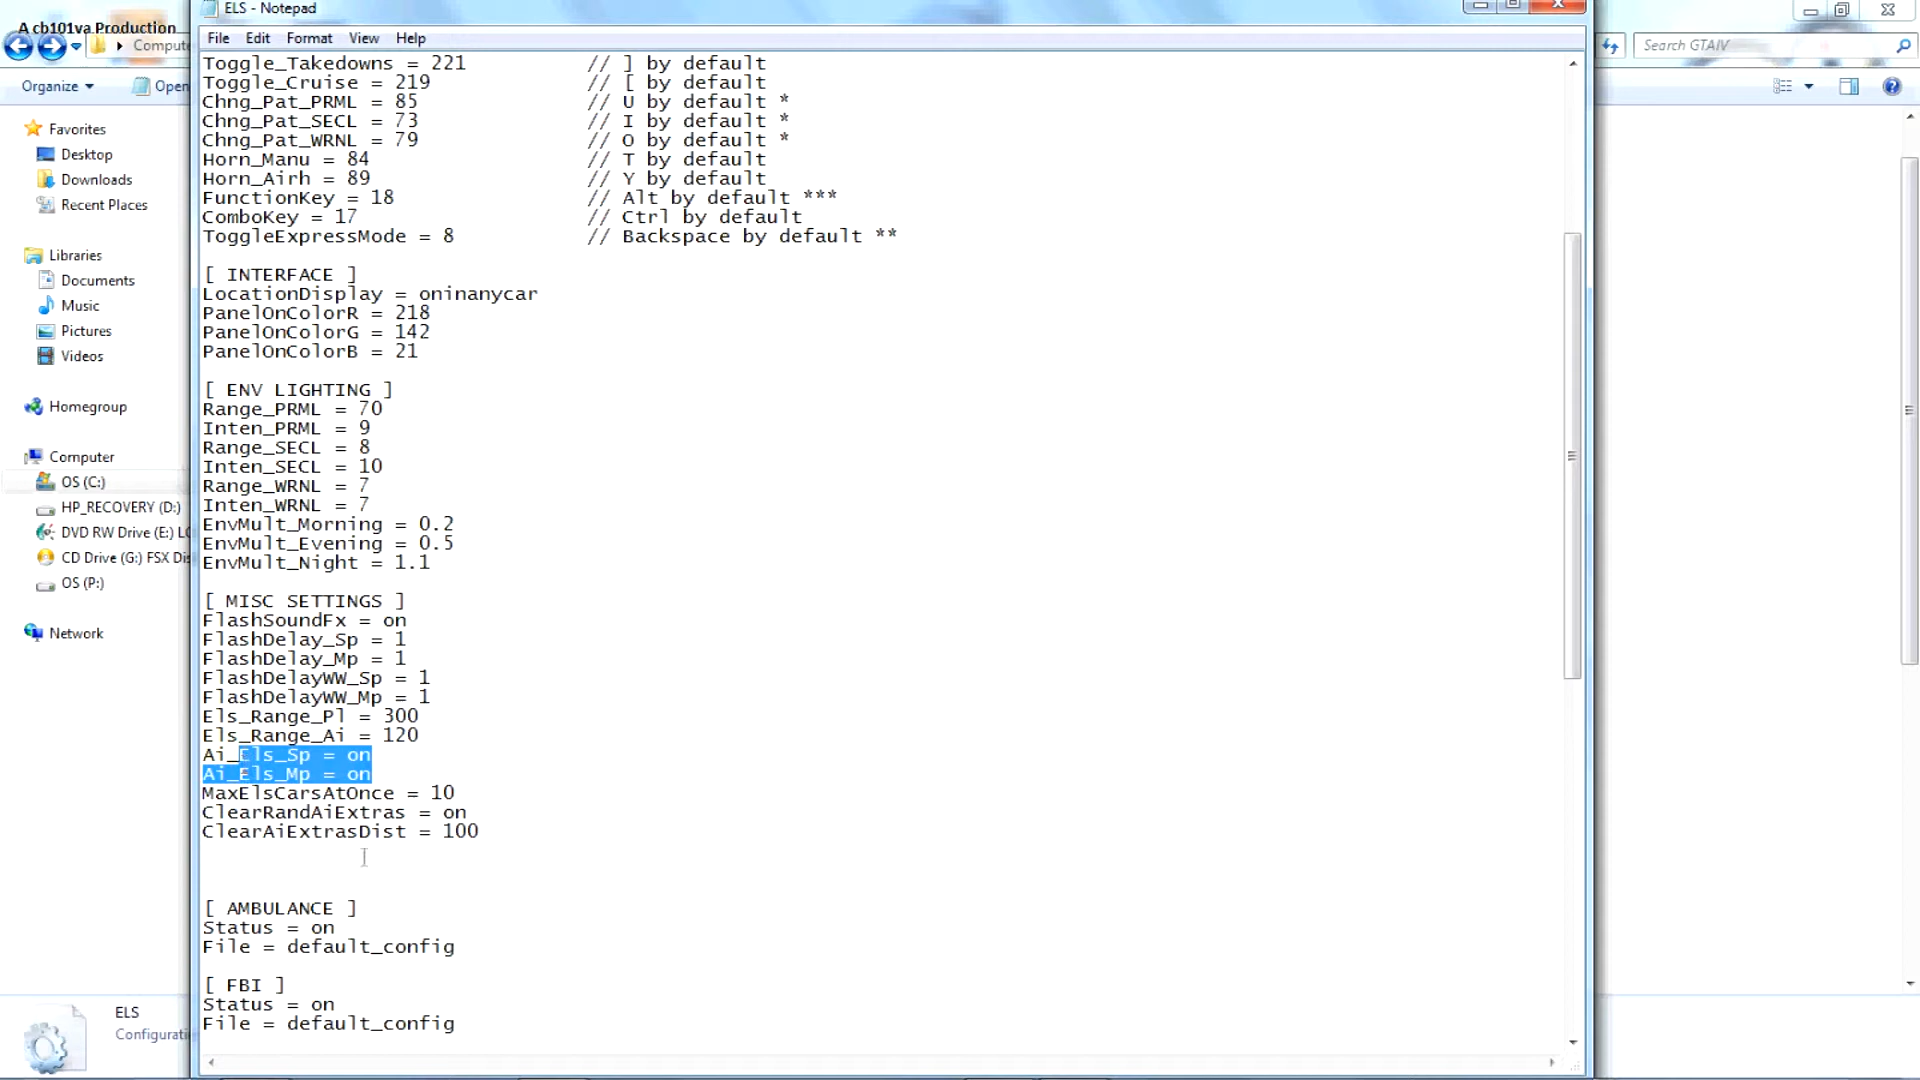 A cb101va Production
ELS - Notepad
Search GTAIV
File Edit Format View Help
Organize
Open
Favorites
Desktop
Downloads
Recent Places
Libraries
Documents
Music
Pictures
Videos
Homegroup
Computer
OS (C:)
HP_RECOVERY (D:)
DVD RW Drive (E:)
CD Drive (G:) FSX
OS (P:)
Network
Toggle_Takedowns = 221 // ] by default
Toggle_Cruise = 219 // [ by default
Chng_Pat_PRML = 85 // U by default *
Chng_Pat_SECL = 73 // I by default *
Chng_Pat_WRNL = 79 // O by default *
Horn_Manu = 84 // T by default
Horn_Airh = 89 // Y by default
FunctionKey = 18 // Alt by default ***
ComboKey = 17 // Ctrl by default
ToggleExpressMode = 8 // Backspace by default **
[ INTERFACE ]
LocationDisplay = oninanycar
PanelOnColorR = 218
PanelOnColorG = 142
PanelOnColorB = 21
[ ENV LIGHTING ]
Range_PRML = 70
Inten_PRML = 9
Range_SECL = 8
Inten_SECL = 10
Range_WRNL = 7
Inten_WRNL = 7
EnvMult_Morning = 0.2
EnvMult_Evening = 0.5
EnvMult_Night = 1.1
[ MISC SETTINGS ]
FlashSoundFx = on
FlashDelay_Sp = 1
FlashDelay_Mp = 1
FlashDelayWW_Sp = 1
FlashDelayWW_Mp = 1
Els_Range_Pl = 300
Els_Range_Ai = 120
Ai_Els_Sp = on
Ai_Els_Mp = on
MaxElsCarsAtOnce = 10
ClearRandAiExtras = on
ClearAiExtrasDist = 100
[ AMBULANCE ]
Status = on
File = default_config
[ FBI ]
Status = on
File = default_config
ELS